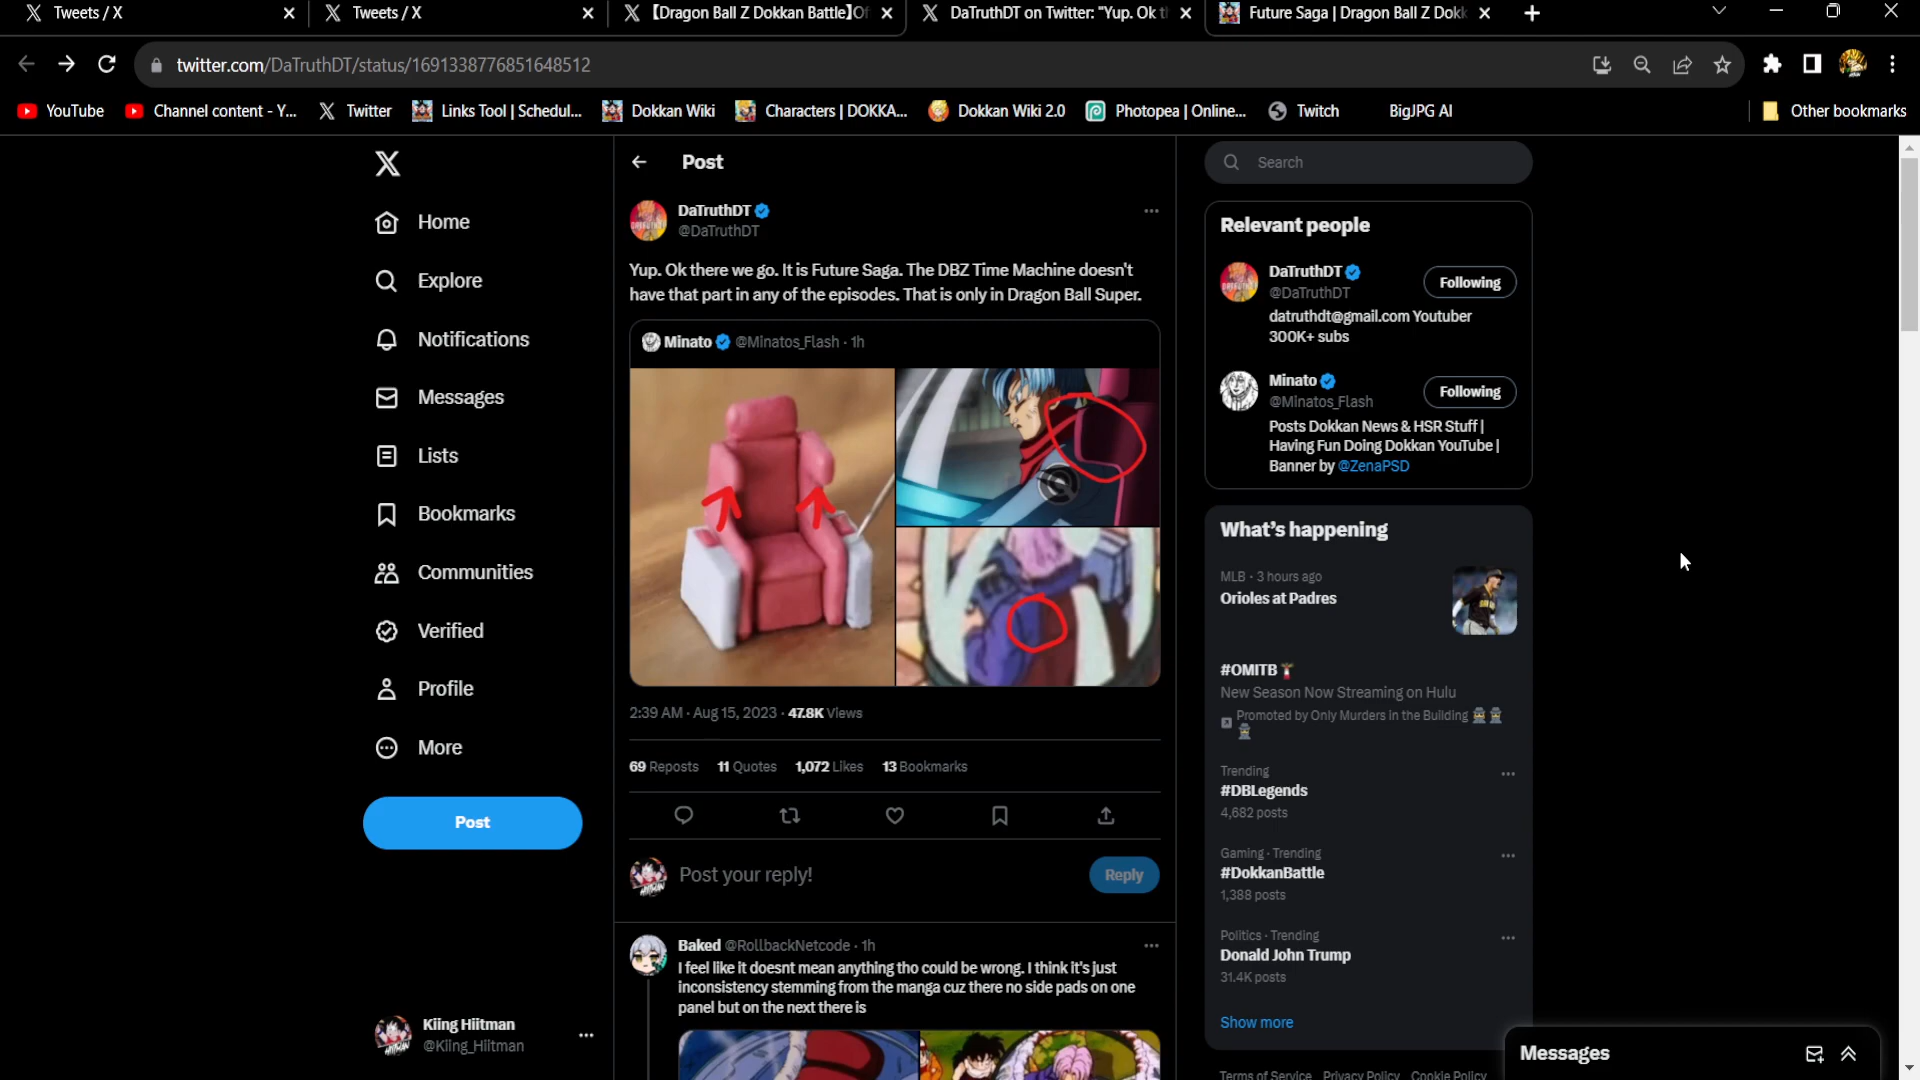 Tweets / X
Tweets / X
【Dragon Ball Z Dokkan Battle】Of
DaTruthDT on Twitter: "Yup. Ok th
Future Saga | Dragon Ball Z Dokk
twitter.com/DaTruthDT/status/1691338776851648512
YouTube
Channel content - Y...
Twitter
Links Tool | Schedul...
Dokkan Wiki
Characters | DOKKA...
Dokkan Wiki 2.0
Photopea | Online...
Twitch
BigJPG AI
Other bookmarks
Home
Explore
Notifications
Messages
Lists
Bookmarks
Communities
Verified
Profile
More
Post
Kiing Hiitman
@Kiing_Hiitman
Post
DaTruthDT
@DaTruthDT
Yup. Ok there we go. It is Future Saga. The DBZ Time Machine doesn't
have that part in any of the episodes. That is only in Dragon Ball Super.
Minato @Minatos_Flash · 1h
2:39 AM · Aug 15, 2023 · 47.8K Views
69 Reposts 11 Quotes 1,072 Likes 13 Bookmarks
Post your reply!
Reply
Baked @RollbackNetcode · 1h
I feel like it doesnt mean anything tho could be wrong. I think it's just
inconsistency stemming from the manga cuz there no side pads on one
panel but on the next there is
Search
Relevant people
DaTruthDT
@DaTruthDT
Following
datruthdt@gmail.com Youtuber
300K+ subs
Minato
@Minatos_Flash
Following
Posts Dokkan News & HSR Stuff |
Having Fun Doing Dokkan YouTube |
Banner by @ZenaPSD
What's happening
MLB · 3 hours ago
Orioles at Padres
#OMITB
New Season Now Streaming on Hulu
Promoted by Only Murders in the Building
Trending
#DBLegends
4,682 posts
Gaming · Trending
#DokkanBattle
1,388 posts
Politics · Trending
Donald John Trump
31.4K posts
Show more
Terms of Service Privacy Policy Cookie Policy
Messages